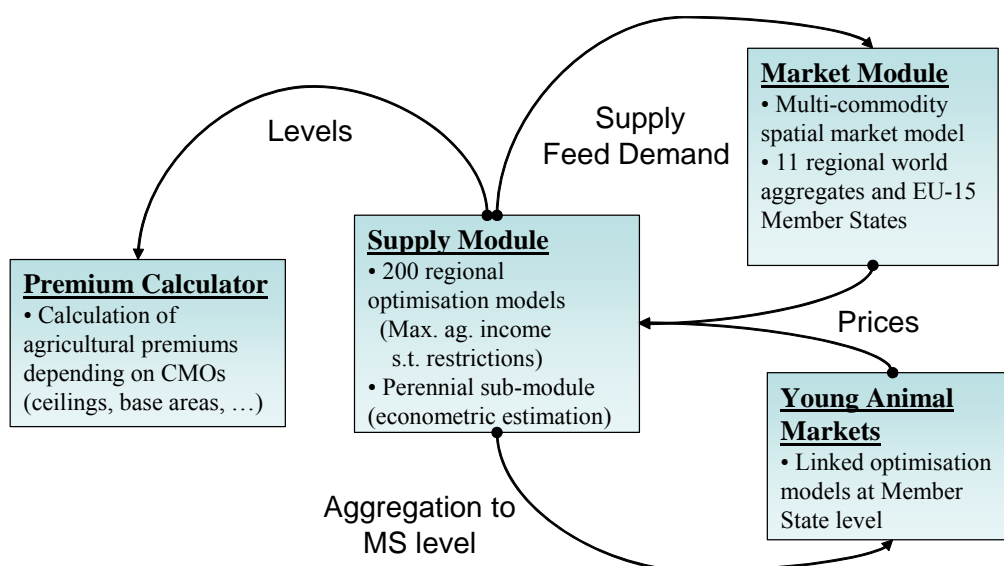 Market Module
• Multi-commodity
spatial market model
• 11 regional world
aggregates and EU-15
Member States
Levels
Supply
Feed Demand
Supply Module
• 200 regional
optimisation models
(Max. ag. income
s.t. restrictions)
• Perennial sub-module
(econometric estimation)
Premium Calculator
• Calculation of
agricultural premiums
depending on CMOs
(ceilings, base areas, …)
Prices
Young Animal
Markets
• Linked optimisation
models at Member
State level
Aggregation to
MS level